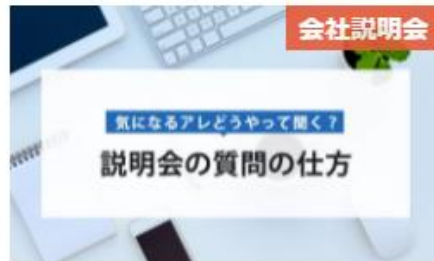 会社説明会
気になるアレどうやって聞く？
説明会の質問の仕方